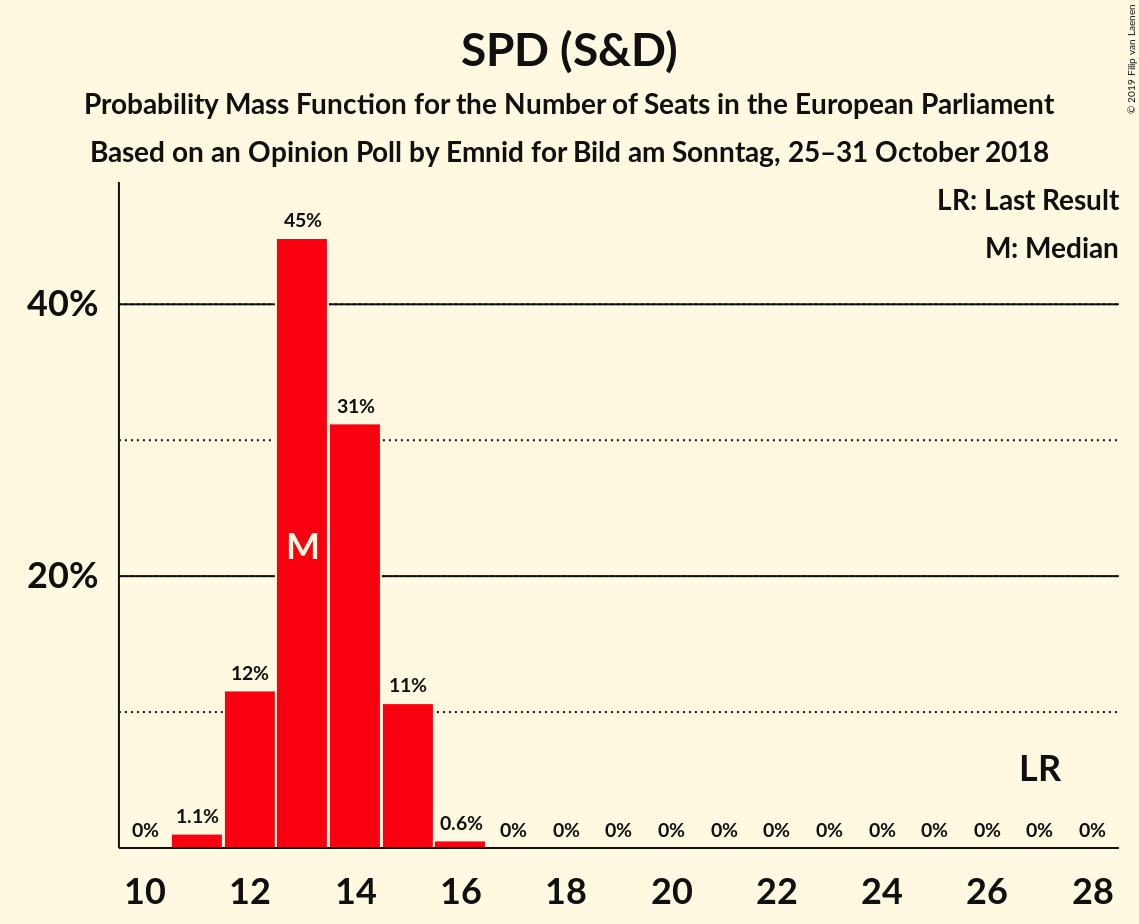 SPD (S&D)
Probability Mass Function for the Number of Seats in the European Parliament
Based on an Opinion Poll by Emnid for Bild am Sonntag, 25–31 October 2018
© 2019 Filip van Laenen
LR: Last Result
M: Median
45%
40%
31%
M
20%
12%
11%
LR
0% 1.1% 0.6% 0% 0% 0% 0% 0% 0% 0% 0% 0% 0% 0% 0%
10 12 14 16 18 20 22 24 26 28